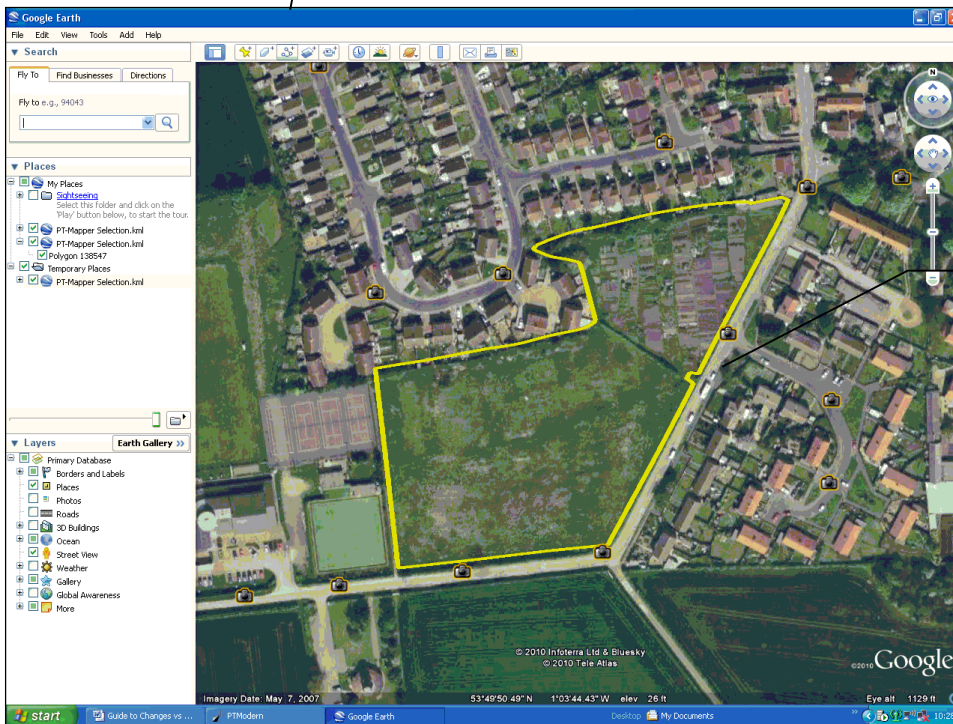 Google Earth
File Edit View Tools Add Help
Search
Fly To Find Businesses Directions
Fly to e.g., 94043
Places
My Places
Sightseeing
Select this folder and click on the
'Play' button below, to start the tour.
PT-Mapper Selection.kml
PT-Mapper Selection.kml
Polygon 138547
Temporary Places
PT-Mapper Selection.kml
Layers Earth Gallery »
Primary Database
Borders and Labels
Places
Photos
Roads
3D Buildings
Ocean
Street View
Weather
Gallery
Global Awareness
More
N
© 2010 Infoterra Ltd & Bluesky
© 2010 Tele Atlas
©2010 Google
Imagery Date: May 7, 2007 53°49'50.49" N 1°03'44.43" W elev 26 ft Eye alt 1129 ft
start Guide to Changes vs ... PTModern Google Earth Desktop My Documents » 10:28